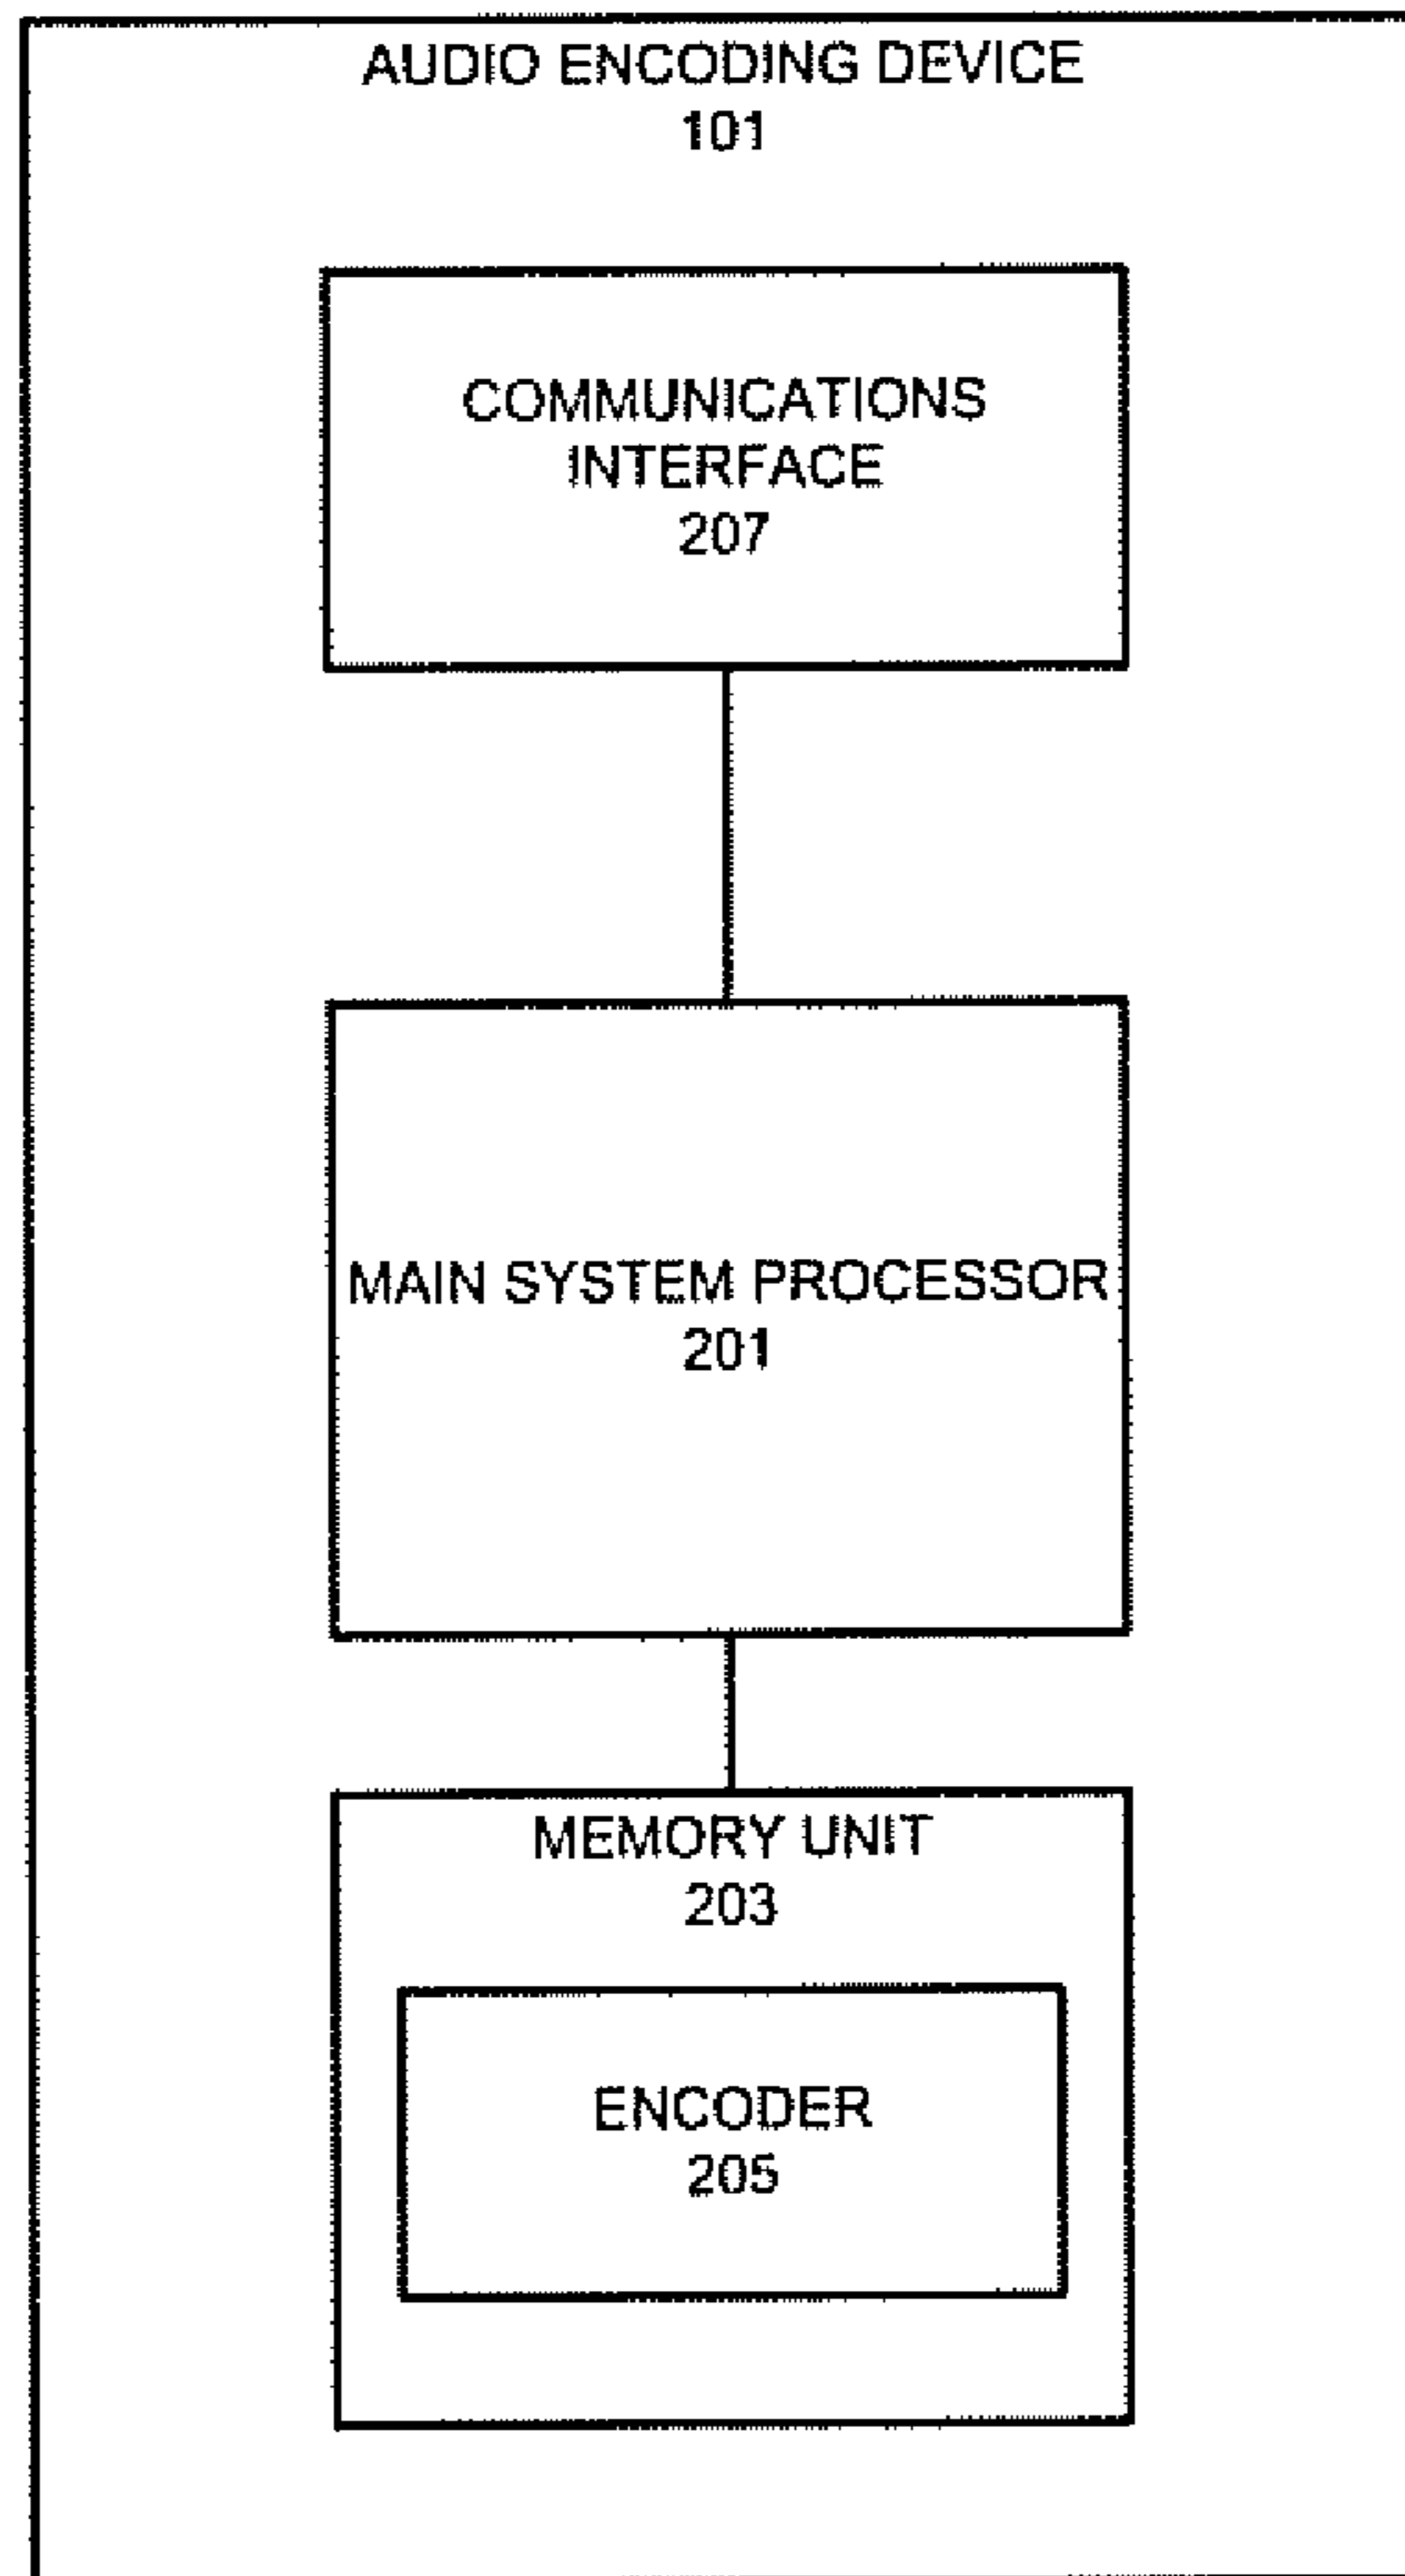 AUDIO ENCODING DEVICE
101
COMMUNICATIONS
INTERFACE
207
MAIN SYSTEM PROCESSOR
201
MEMORY UNIT
203
ENCODER
205